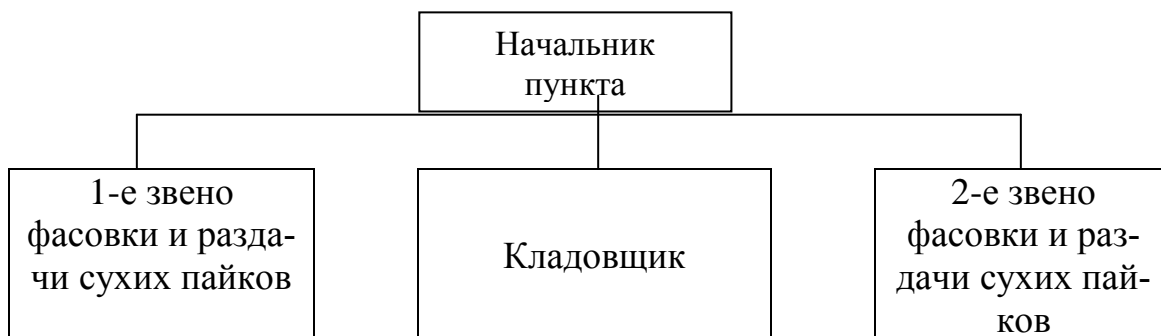 Начальник
пункта
1-е звено
фасовки и разда-
чи сухих пайков
Кладовщик
2-е звено
фасовки и раз-
дачи сухих пай-
ков